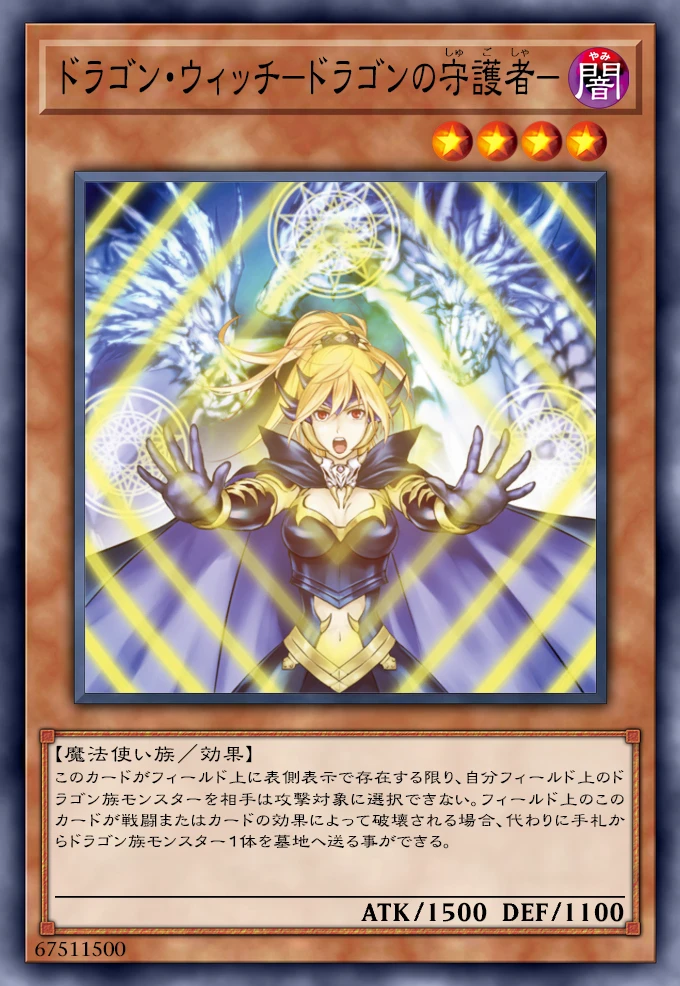 しゅごしゃ
ドラゴン・ウィッチードラゴンの守護者ー
やみ
闇
【魔法使い族／効果】
このカードがフィールド上に表側表示で存在する限り、自分フィールド上のド
ラゴン族モンスターを相手は攻撃対象に選択できない。フィールド上のこの
カードが戦闘またはカードの効果によって破壊される場合、代わりに手札か
らドラゴン族モンスター1体を墓地へ送る事ができる。
ATK/1500 DEF/1100
67511500